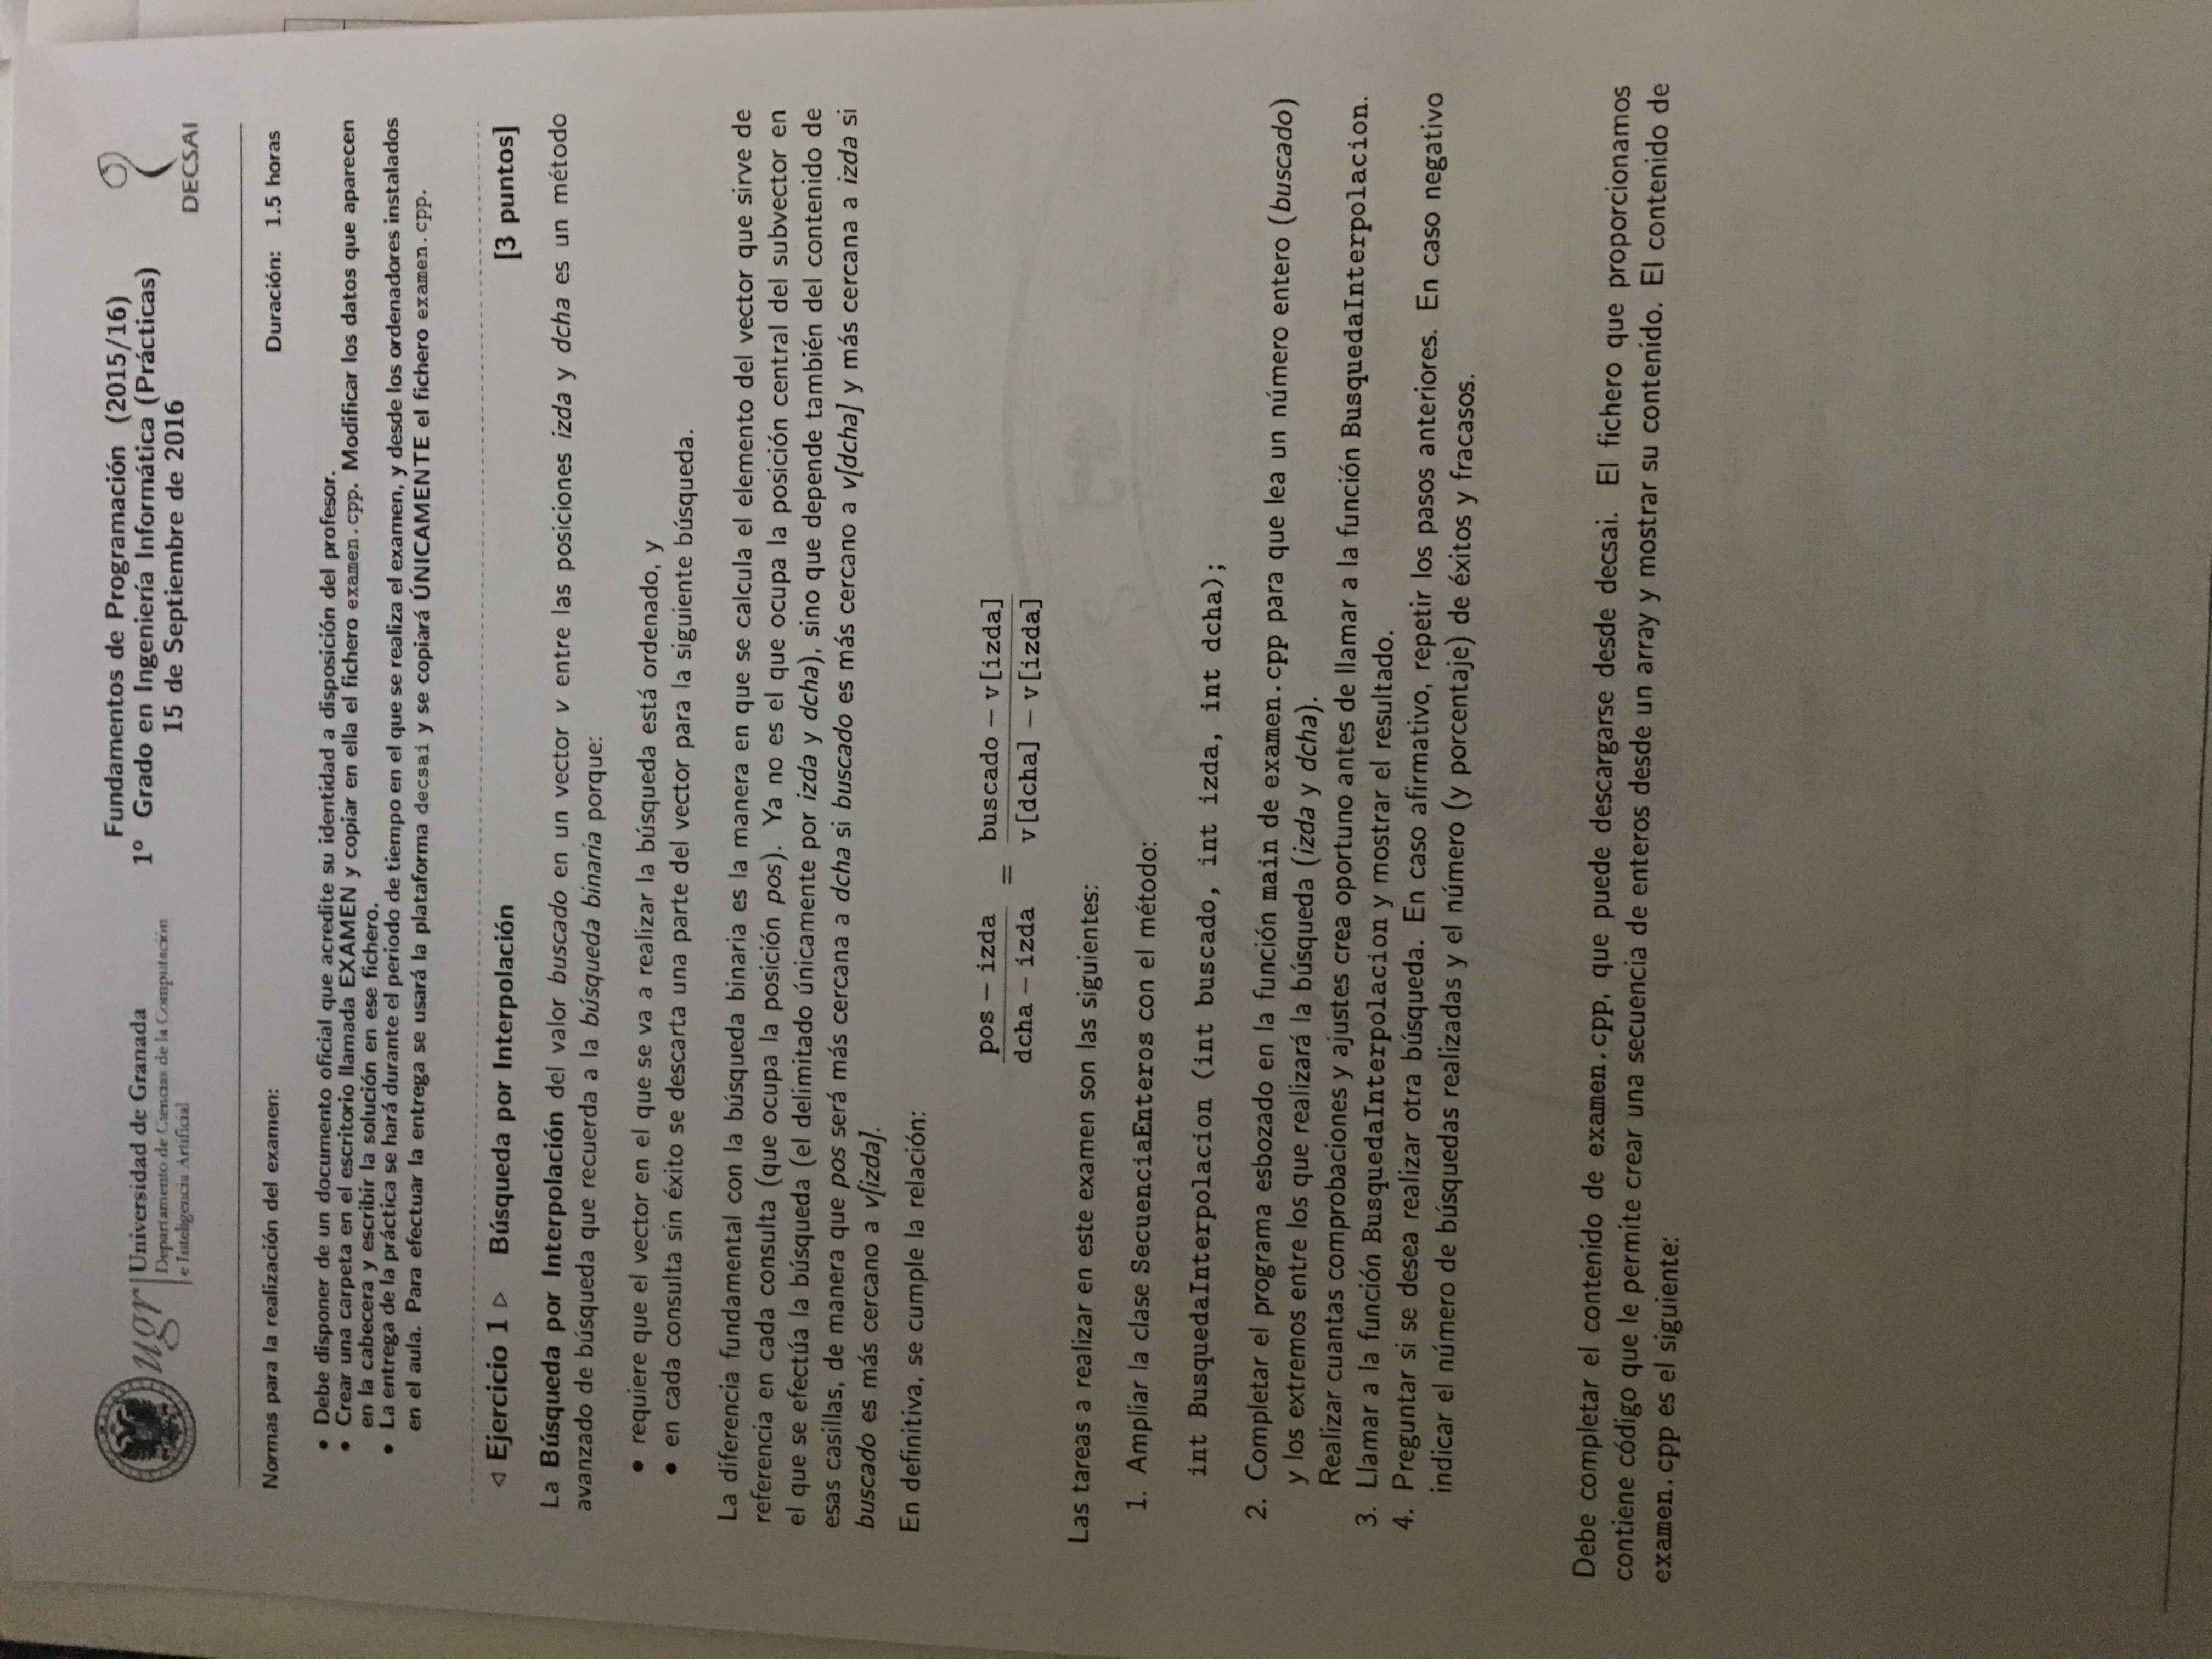 ugr Universidad de Granada
Departamento de Ciencias de la Computación
e Inteligencia Artificial
Fundamentos de Programación (2015/16)
1º Grado en Ingeniería Informática (Prácticas)
15 de Septiembre de 2016
DECSAI
Normas para la realización del examen: Duración: 1.5 horas
• Debe disponer de un documento oficial que acredite su identidad a disposición del profesor.
• Crear una carpeta en el escritorio llamada EXAMEN y copiar en ella el fichero examen.cpp. Modificar los datos que aparecen
en la cabecera y escribir la solución en ese fichero.
• La entrega de la práctica se hará durante el periodo de tiempo en el que se realiza el examen, y desde los ordenadores instalados
en el aula. Para efectuar la entrega se usará la plataforma decsai y se copiará ÚNICAMENTE el fichero examen.cpp.
◁ Ejercicio 1 ▷ Búsqueda por Interpolación [3 puntos]
La Búsqueda por Interpolación del valor buscado en un vector v entre las posiciones izda y dcha es un método
avanzado de búsqueda que recuerda a la búsqueda binaria porque:
• requiere que el vector en el que se va a realizar la búsqueda está ordenado, y
• en cada consulta sin éxito se descarta una parte del vector para la siguiente búsqueda.
La diferencia fundamental con la búsqueda binaria es la manera en que se calcula el elemento del vector que sirve de
referencia en cada consulta (que ocupa la posición pos). Ya no es el que ocupa la posición central del subvector en
el que se efectúa la búsqueda (el delimitado únicamente por izda y dcha), sino que depende también del contenido de
esas casillas, de manera que pos será más cercana a dcha si buscado es más cercano a v[dcha] y más cercana a izda si
buscado es más cercano a v[izda].
En definitiva, se cumple la relación:
pos − izda buscado − v[izda]
=
dcha − izda v[dcha] − v[izda]
Las tareas a realizar en este examen son las siguientes:
1. Ampliar la clase SecuenciaEnteros con el método:
int BusquedaInterpolacion (int buscado, int izda, int dcha);
2. Completar el programa esbozado en la función main de examen.cpp para que lea un número entero (buscado)
y los extremos entre los que realizará la búsqueda (izda y dcha).
Realizar cuantas comprobaciones y ajustes crea oportuno antes de llamar a la función BusquedaInterpolacion.
3. Llamar a la función BusquedaInterpolacion y mostrar el resultado.
4. Preguntar si se desea realizar otra búsqueda. En caso afirmativo, repetir los pasos anteriores. En caso negativo
indicar el número de búsquedas realizadas y el número (y porcentaje) de éxitos y fracasos.
Debe completar el contenido de examen.cpp, que puede descargarse desde decsai. El fichero que proporcionamos
contiene código que le permite crear una secuencia de enteros desde un array y mostrar su contenido. El contenido de
examen.cpp es el siguiente: